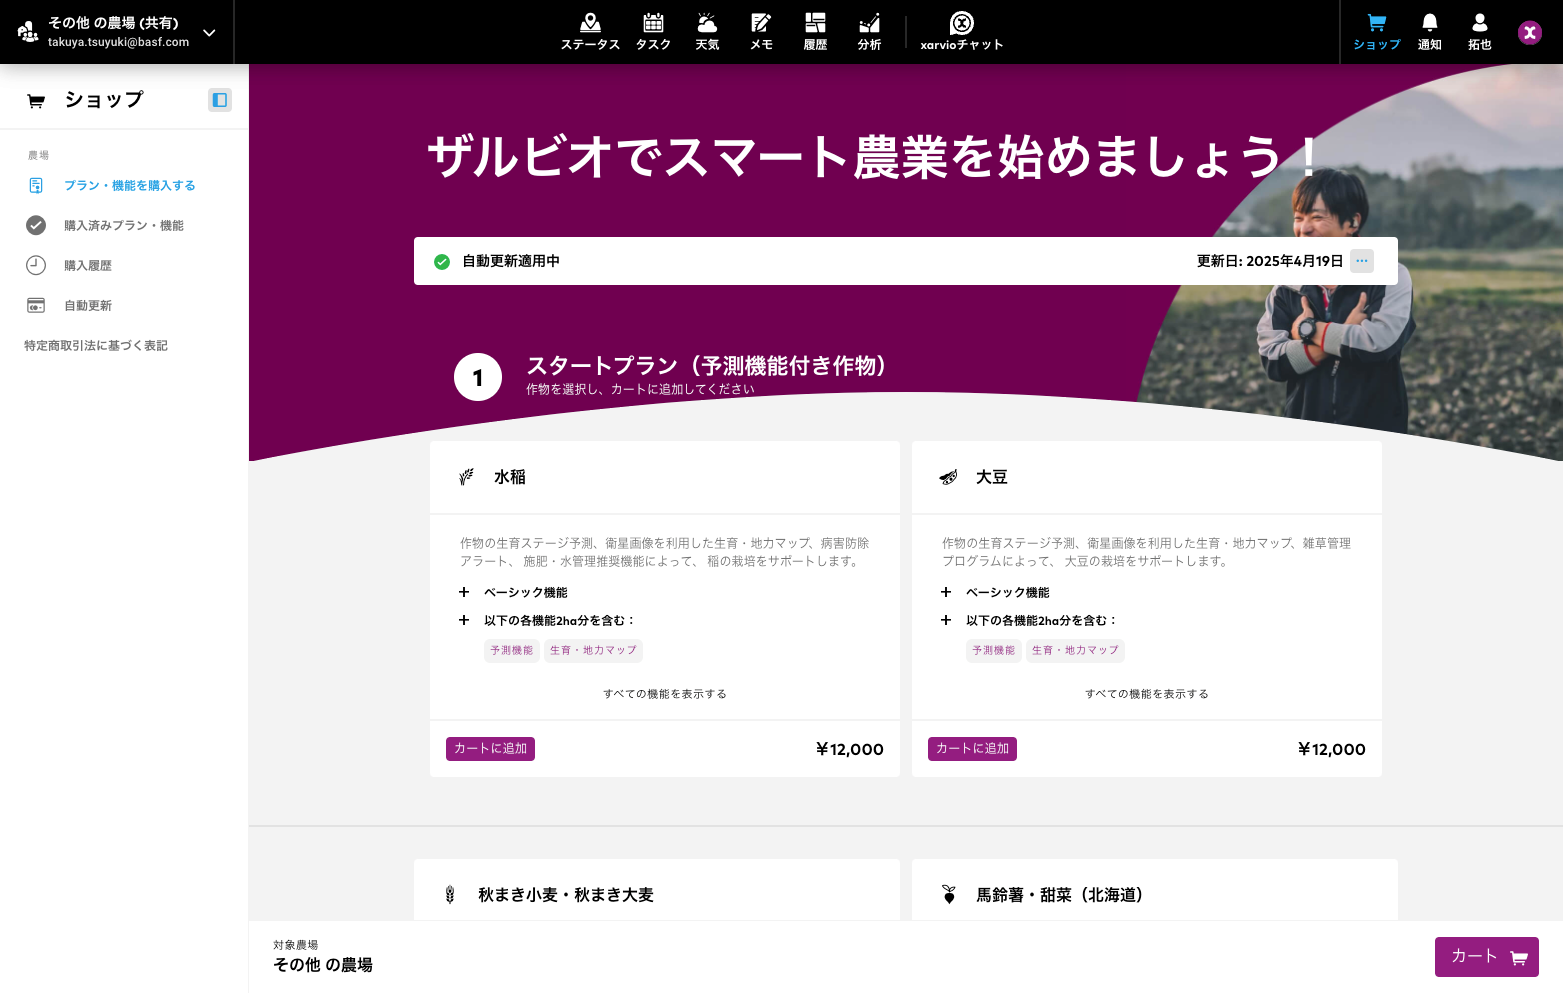 その他 の農場 (共有)
takuya.tsuyuki@basf.com
ステータス
タスク
天気
メモ
履歴
分析
xarvioチャット
ショップ
通知
拓也
ショップ
農場
プラン・機能を購入する
購入済みプラン・機能
購入履歴
自動更新
特定商取引法に基づく表記
ザルビオでスマート農業を始めましょう！
自動更新適用中
更新日: 2025年4月19日
1
スタートプラン（予測機能付き作物）
作物を選択し、カートに追加してください
水稲
作物の生育ステージ予測、衛星画像を利用した生育・地力マップ、病害防除
アラート、 施肥・水管理推奨機能によって、 稲の栽培をサポートします。
ベーシック機能
以下の各機能2ha分を含む：
予測機能
生育・地力マップ
すべての機能を表示する
カートに追加
¥12,000
大豆
作物の生育ステージ予測、衛星画像を利用した生育・地力マップ、雑草管理
プログラムによって、 大豆の栽培をサポートします。
ベーシック機能
以下の各機能2ha分を含む：
予測機能
生育・地力マップ
すべての機能を表示する
カートに追加
¥12,000
秋まき小麦・秋まき大麦
馬鈴薯・甜菜（北海道）
対象農場
その他 の農場
カート